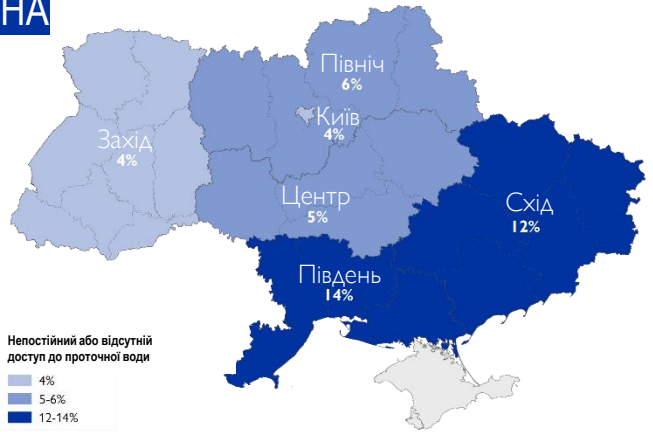 НА
Північ
6%
Київ
4%
Захід
4%
Центр
5%
Схід
12%
Південь
14%
Непостійний або відсутній
доступ до проточної води
4%
5-6%
12-14%